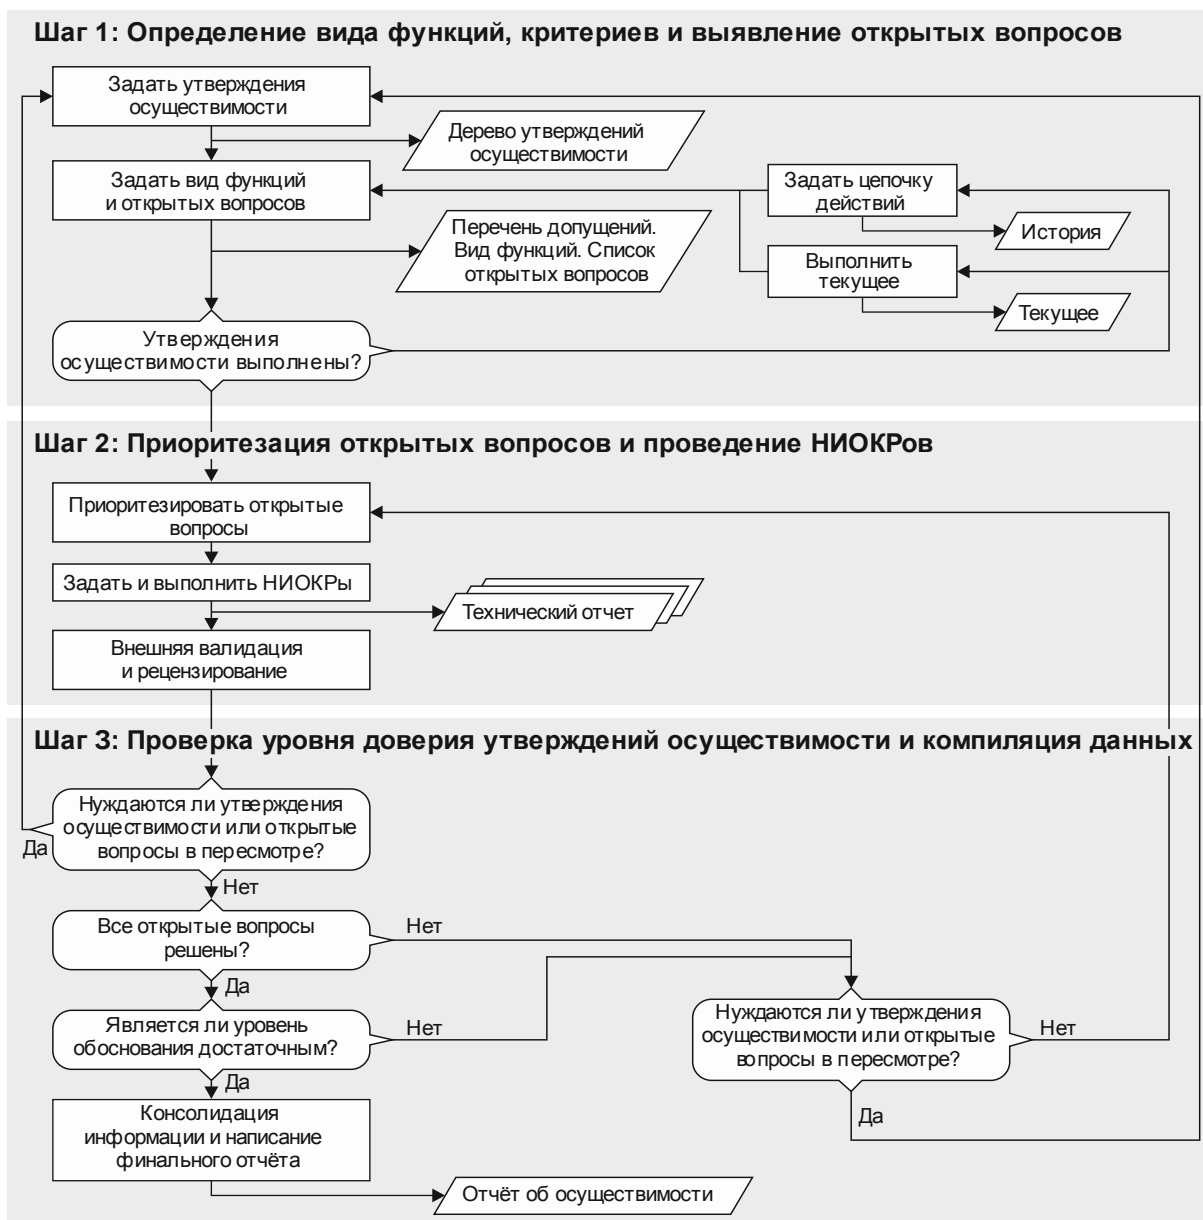 Шаг 1: Определение вида функций, критериев и выявление открытых вопросов
Задать утверждения
осуществимости
Дерево утверждений
осуществимости
Задать вид функций
и открытых вопросов
Задать цепочку
действий
История
Перечень допущений.
Вид функций. Список
открытых вопросов
Выполнить
текущее
Текущее
Утверждения
осуществимости выполнены?
Шаг 2: Приоритезация открытых вопросов и проведение НИОКРов
Приоритезировать открытые
вопросы
Задать и выполнить НИОКРы
Технический отчет
Внешняя валидация
и рецензирование
Шаг 3: Проверка уровня доверия утверждений осуществимости и компиляция данных
Нуждаются ли утверждения
осуществимости или открытые
вопросы в пересмотре?
Да
Нет
Все открытые вопросы
решены?
Нет
Да
Является ли уровень
обоснования достаточным?
Нет
Нуждаются ли утверждения
осуществимости или открытые
вопросы в пересмотре?
Нет
Да
Да
Консолидация
информации и написание
финального отчёта
Отчёт об осуществимости